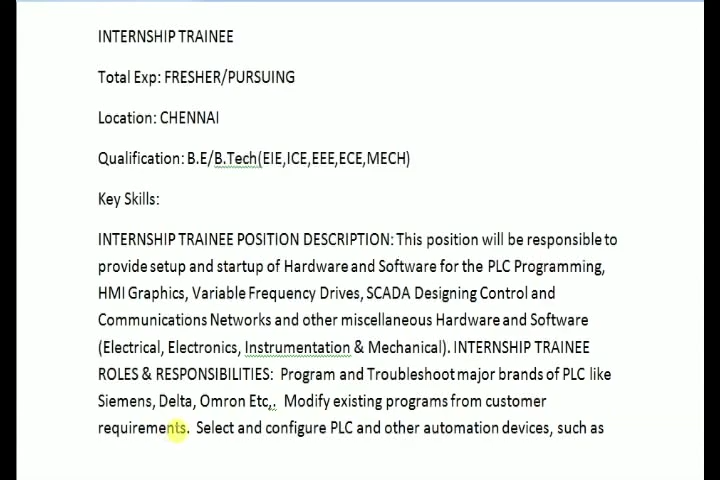 INTERNSHIP TRAINEE
Total Exp: FRESHER/PURSUING
Location: CHENNAI
Qualification: B.E/B.Tech(EIE,ICE,EEE,ECE,MECH)
Key Skills:
INTERNSHIP TRAINEE POSITION DESCRIPTION: This position will be responsible to
provide setup and startup of Hardware and Software for the PLC Programming,
HMI Graphics, Variable Frequency Drives, SCADA Designing Control and
Communications Networks and other miscellaneous Hardware and Software
(Electrical, Electronics, Instrumentation & Mechanical). INTERNSHIP TRAINEE
ROLES & RESPONSIBILITIES:  Program and Troubleshoot major brands of PLC like
Siemens, Delta, Omron Etc,.  Modify existing programs from customer
requirements.  Select and configure PLC and other automation devices, such as